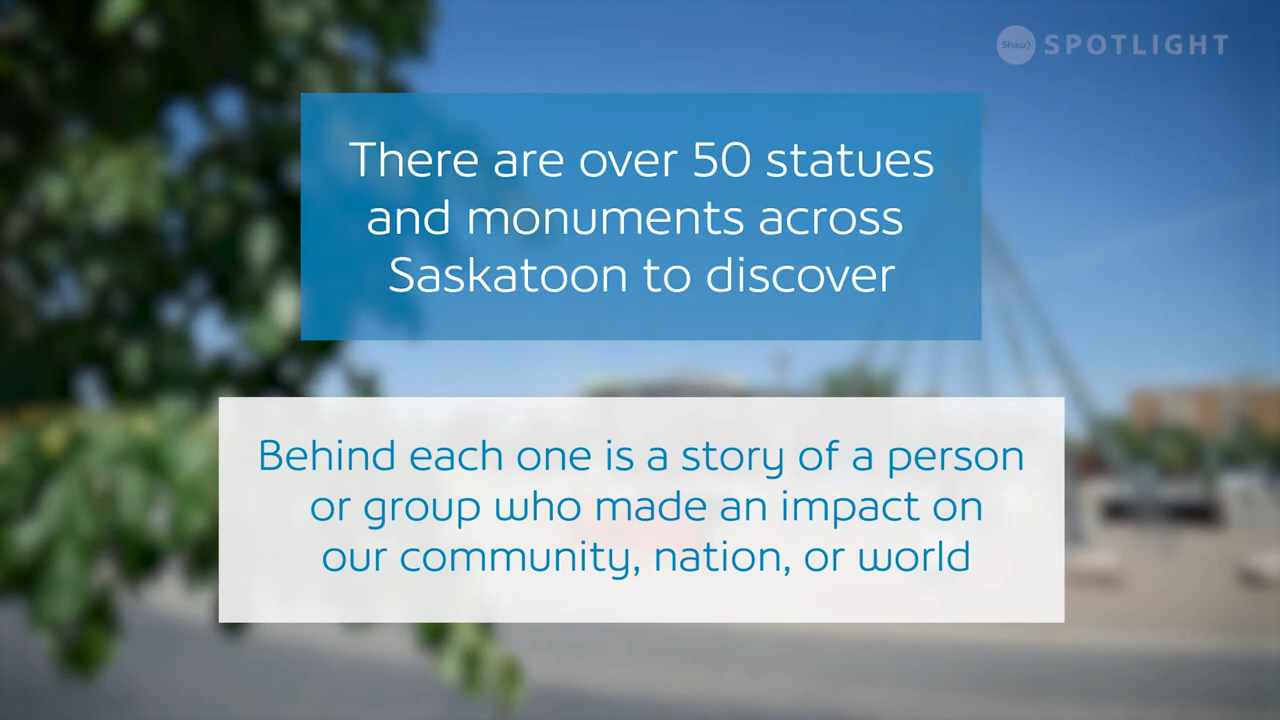 Shaw) SPOTLIGHT
There are over 50 statues
and monuments across
Saskatoon to discover
Behind each one is a story of a person
or group who made an impact on
our community, nation, or world